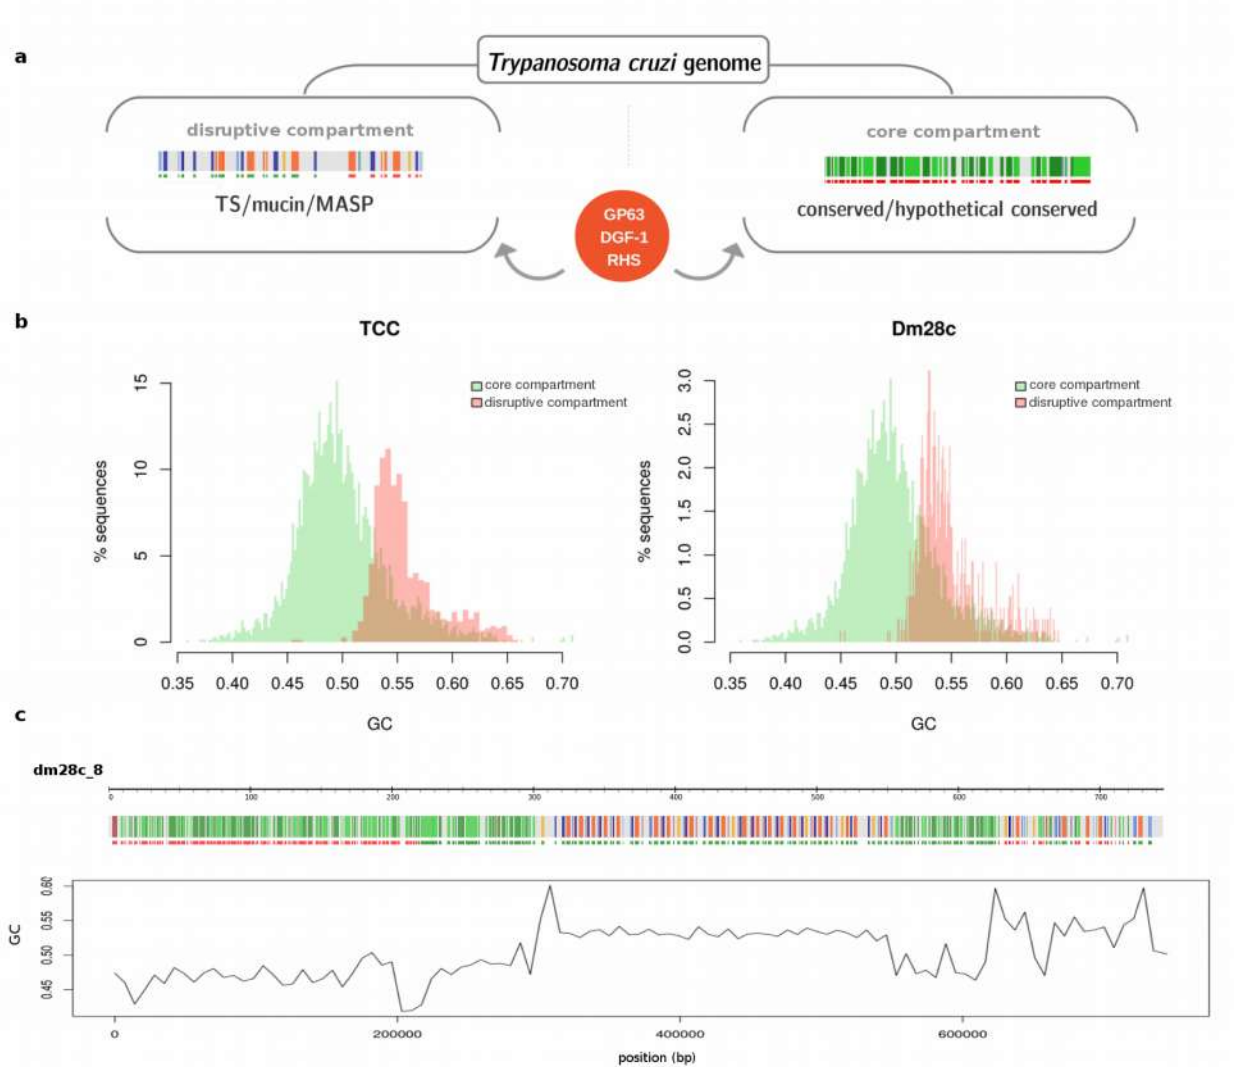 a
Trypanosoma cruzi genome
disruptive compartment
TS/mucin/MASP
GP63
DGF-1
RHS
core compartment
conserved/hypothetical conserved
b
TCC
core compartment
disruptive compartment
% sequences
15
10
5
0
0.35 0.40 0.45 0.50 0.55 0.60 0.65 0.70
GC
Dm28c
core compartment
disruptive compartment
% sequences
3.0
2.5
2.0
1.5
1.0
0.5
0.0
0.35 0.40 0.45 0.50 0.55 0.60 0.65 0.70
GC
c
dm28c_8
0 100 200 300 400 500 600 700
GC
0.60
0.55
0.50
0.45
0 200000 400000 600000
position (bp)